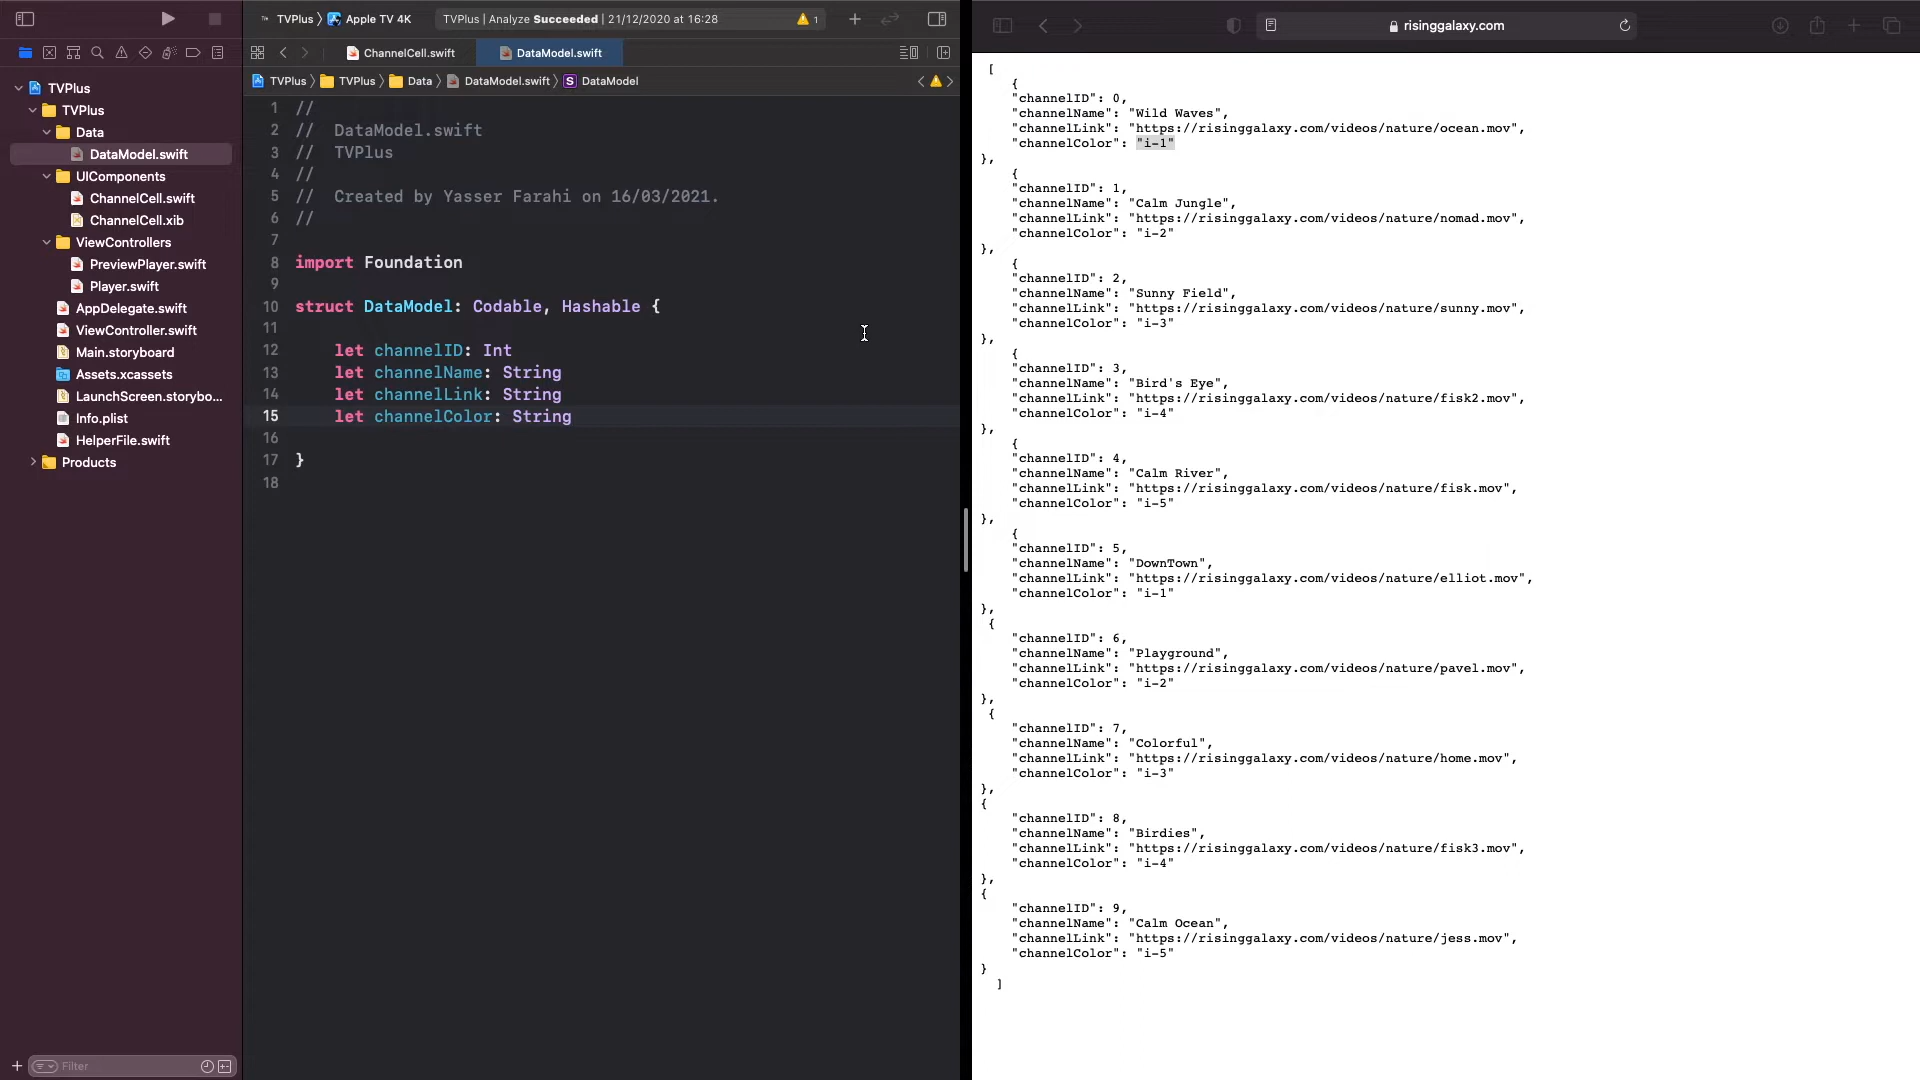 TVPlus
Apple TV 4K
TVPlus | Analyze Succeeded | 21/12/2020 at 16:28
1
risinggalaxy.com
ChannelCell.swift
DataModel.swift
TVPlus
TVPlus
Data
DataModel.swift
S DataModel
TVPlus
TVPlus
Data
DataModel.swift
UIComponents
ChannelCell.swift
ChannelCell.xib
ViewControllers
PreviewPlayer.swift
Player.swift
AppDelegate.swift
ViewController.swift
Main.storyboard
Assets.xcassets
LaunchScreen.storybo...
Info.plist
HelperFile.swift
Products
Filter
1 //
2 //  DataModel.swift
3 //  TVPlus
4 //
5 //  Created by Yasser Farahi on 16/03/2021.
6 //
7
8 import Foundation
9
10 struct DataModel: Codable, Hashable {
11
12     let channelID: Int
13     let channelName: String
14     let channelLink: String
15     let channelColor: String
16
17 }
18
[
{
"channelID": 0,
"channelName": "Wild Waves",
"channelLink": "https://risinggalaxy.com/videos/nature/ocean.mov",
"channelColor": "i-1"
},
{
"channelID": 1,
"channelName": "Calm Jungle",
"channelLink": "https://risinggalaxy.com/videos/nature/nomad.mov",
"channelColor": "i-2"
},
{
"channelID": 2,
"channelName": "Sunny Field",
"channelLink": "https://risinggalaxy.com/videos/nature/sunny.mov",
"channelColor": "i-3"
},
{
"channelID": 3,
"channelName": "Bird's Eye",
"channelLink": "https://risinggalaxy.com/videos/nature/fisk2.mov",
"channelColor": "i-4"
},
{
"channelID": 4,
"channelName": "Calm River",
"channelLink": "https://risinggalaxy.com/videos/nature/fisk.mov",
"channelColor": "i-5"
},
{
"channelID": 5,
"channelName": "DownTown",
"channelLink": "https://risinggalaxy.com/videos/nature/elliot.mov",
"channelColor": "i-1"
},
{
"channelID": 6,
"channelName": "Playground",
"channelLink": "https://risinggalaxy.com/videos/nature/pavel.mov",
"channelColor": "i-2"
},
{
"channelID": 7,
"channelName": "Colorful",
"channelLink": "https://risinggalaxy.com/videos/nature/home.mov",
"channelColor": "i-3"
},
{
"channelID": 8,
"channelName": "Birdies",
"channelLink": "https://risinggalaxy.com/videos/nature/fisk3.mov",
"channelColor": "i-4"
},
{
"channelID": 9,
"channelName": "Calm Ocean",
"channelLink": "https://risinggalaxy.com/videos/nature/jess.mov",
"channelColor": "i-5"
}
]